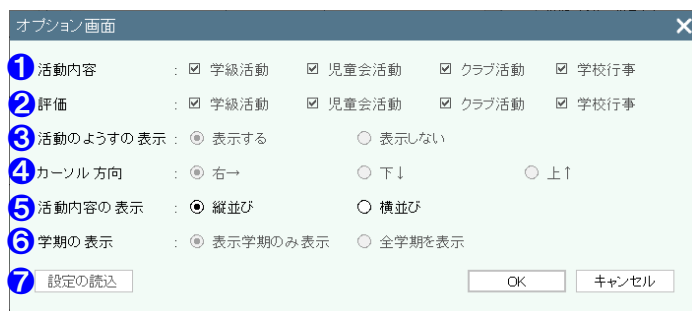 オプション画面 ×
1 活動内容 : ☑ 学級活動 ☑ 児童会活動 ☑ クラブ活動 ☑ 学校行事
2 評価 : ☑ 学級活動 ☑ 児童会活動 ☑ クラブ活動 ☑ 学校行事
3 活動のようすの表示 : ◉ 表示する ○ 表示しない
4 カーソル方向 : ◉ 右→ ○ 下↓ ○ 上↑
5 活動内容の表示 : ◉ 縦並び ○ 横並び
6 学期の表示 : ◉ 表示学期のみ表示 ○ 全学期を表示
7 設定の読込 OK キャンセル